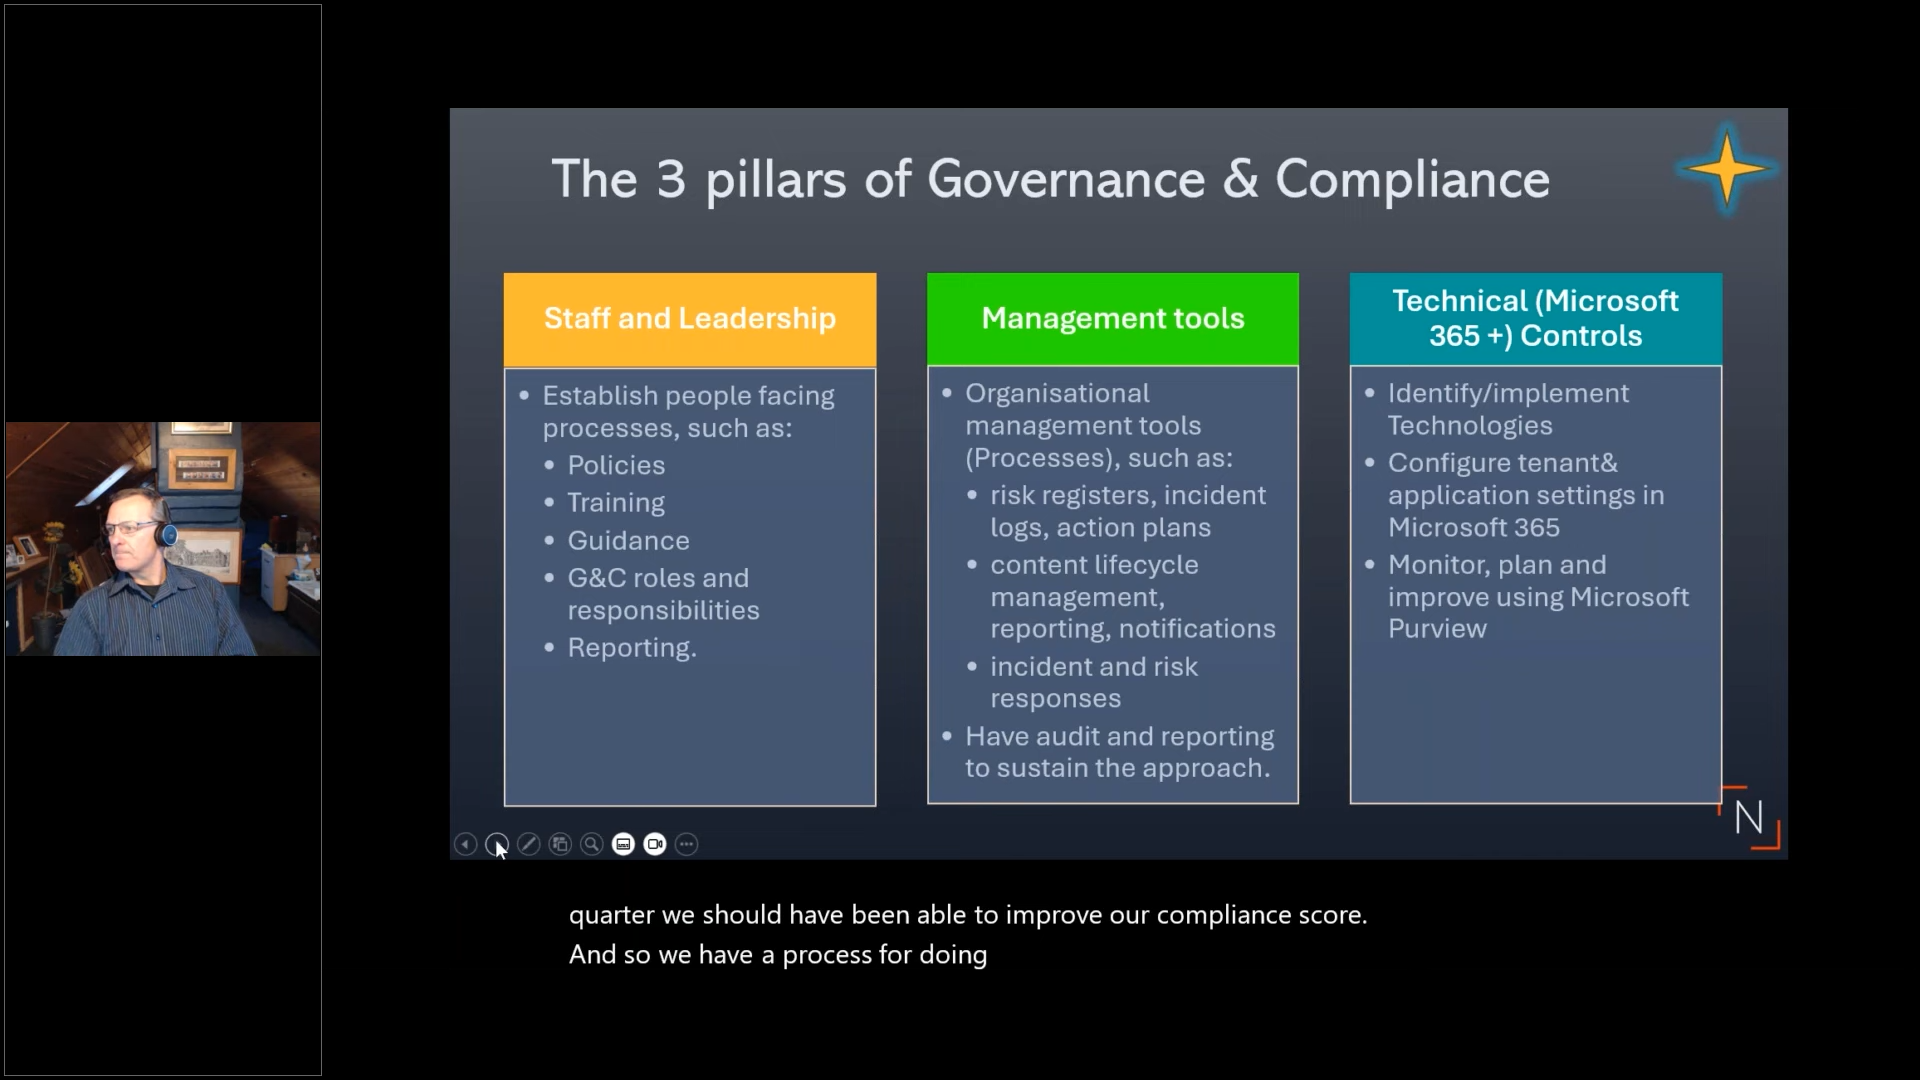 The 3 pillars of Governance & Compliance
Staff and Leadership
• Establish people facing
processes, such as:
• Policies
• Training
• Guidance
• G&C roles and
responsibilities
• Reporting.
Management tools
• Organisational
management tools
(Processes), such as:
• risk registers, incident
logs, action plans
• content lifecycle
management,
reporting, notifications
• incident and risk
responses
• Have audit and reporting
to sustain the approach.
Technical (Microsoft
365 +) Controls
• Identify/implement
Technologies
• Configure tenant&
application settings in
Microsoft 365
• Monitor, plan and
improve using Microsoft
Purview
N
quarter we should have been able to improve our compliance score.
And so we have a process for doing